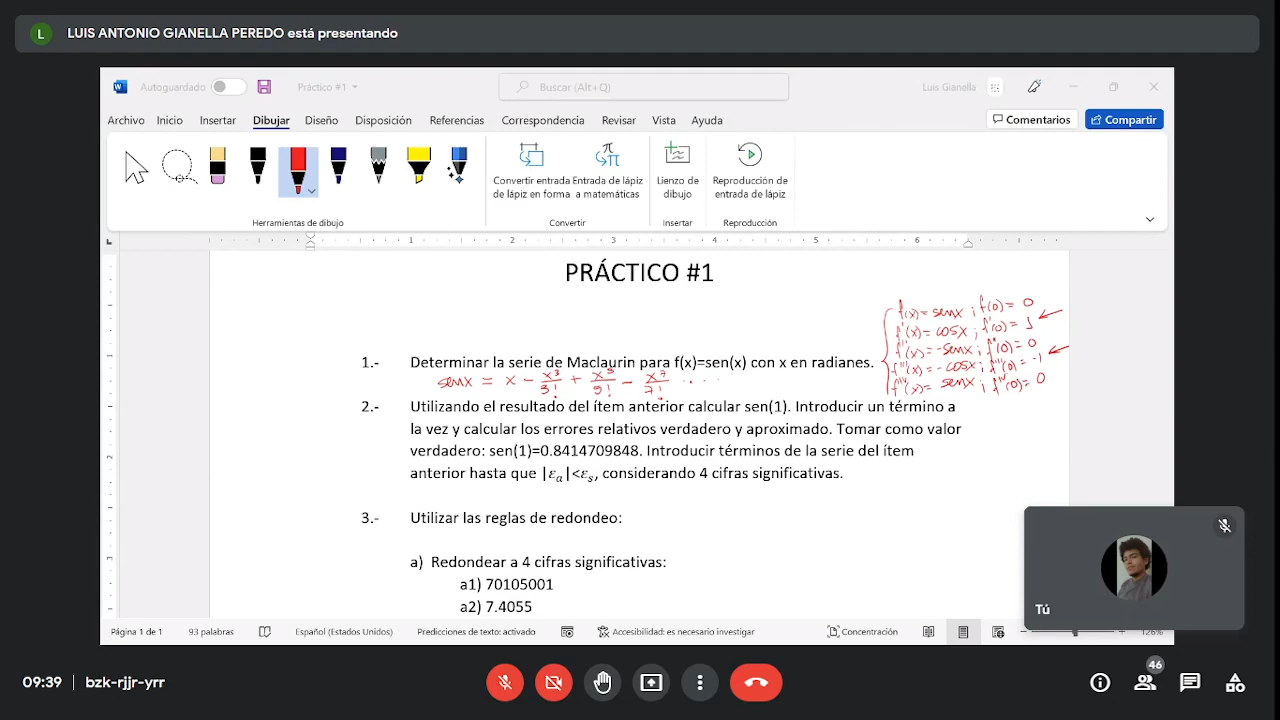 L LUIS ANTONIO GIANELLA PEREDO está presentando
Autoguardado Práctico #1 Buscar (Alt+Q) Luis Gianella
Archivo Inicio Insertar Dibujar Diseño Disposición Referencias Correspondencia Revisar Vista Ayuda Comentarios Compartir
Convertir entrada de lápiz en forma
Entrada de lápiz a matemáticas
Lienzo de dibujo
Reproducción de entrada de lápiz
Herramientas de dibujo Convertir Insertar Reproducción
1 2 3 4 5 6
PRÁCTICO #1
f(x)= senx ; f(0)= 0
f'(x)= cosx ; f'(0)= 1
f''(x)= -senx ; f''(0)= 0
f'''(x)= -cosx ; f'''(0)= -1
f''''(x)= senx ; f''''(0)= 0
1.- Determinar la serie de Maclaurin para f(x)=sen(x) con x en radianes.
senx = x - x³/3! + x⁵/5! - x⁷/7! ....
2.- Utilizando el resultado del ítem anterior calcular sen(1). Introducir un término a
la vez y calcular los errores relativos verdadero y aproximado. Tomar como valor
verdadero: sen(1)=0.8414709848. Introducir términos de la serie del ítem
anterior hasta que |εₐ|<εₛ, considerando 4 cifras significativas.
3.- Utilizar las reglas de redondeo:
a) Redondear a 4 cifras significativas:
a1) 70105001
a2) 7.4055
Tú
Página 1 de 1 93 palabras Español (Estados Unidos) Predicciones de texto: activado Accesibilidad: es necesario investigar Concentración 126%
09:39 | bzk-rjjr-yrr 46